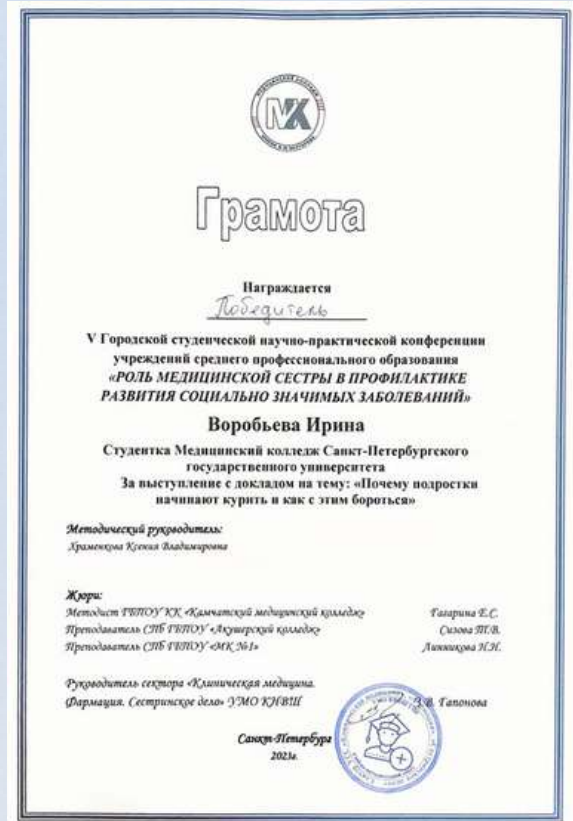 МК
Грамота
Награждается
Победитель
V Городской студенческой научно-практической конференции
учреждений среднего профессионального образования
«РОЛЬ МЕДИЦИНСКОЙ СЕСТРЫ В ПРОФИЛАКТИКЕ
РАЗВИТИЯ СОЦИАЛЬНО ЗНАЧИМЫХ ЗАБОЛЕВАНИЙ»
Воробьева Ирина
Студентка Медицинский колледж Санкт-Петербургского
государственного университета
За выступление с докладом на тему: «Почему подростки
начинают курить и как с этим бороться»
Методический руководитель:
Храменкова Ксения Владимировна
Жюри:
Методист ГБПОУ КК «Камчатский медицинский колледж» Гагарина Е.С.
Преподаватель СПб ГБПОУ «Акушерский колледж» Сизова Т.В.
Преподаватель СПб ГБПОУ «МК №1» Линникова Н.Н.
Руководитель сектора «Клиническая медицина.
Фармация. Сестринское дело» УМО КНВШ В. Гапонова
Санкт-Петербург
2023г.